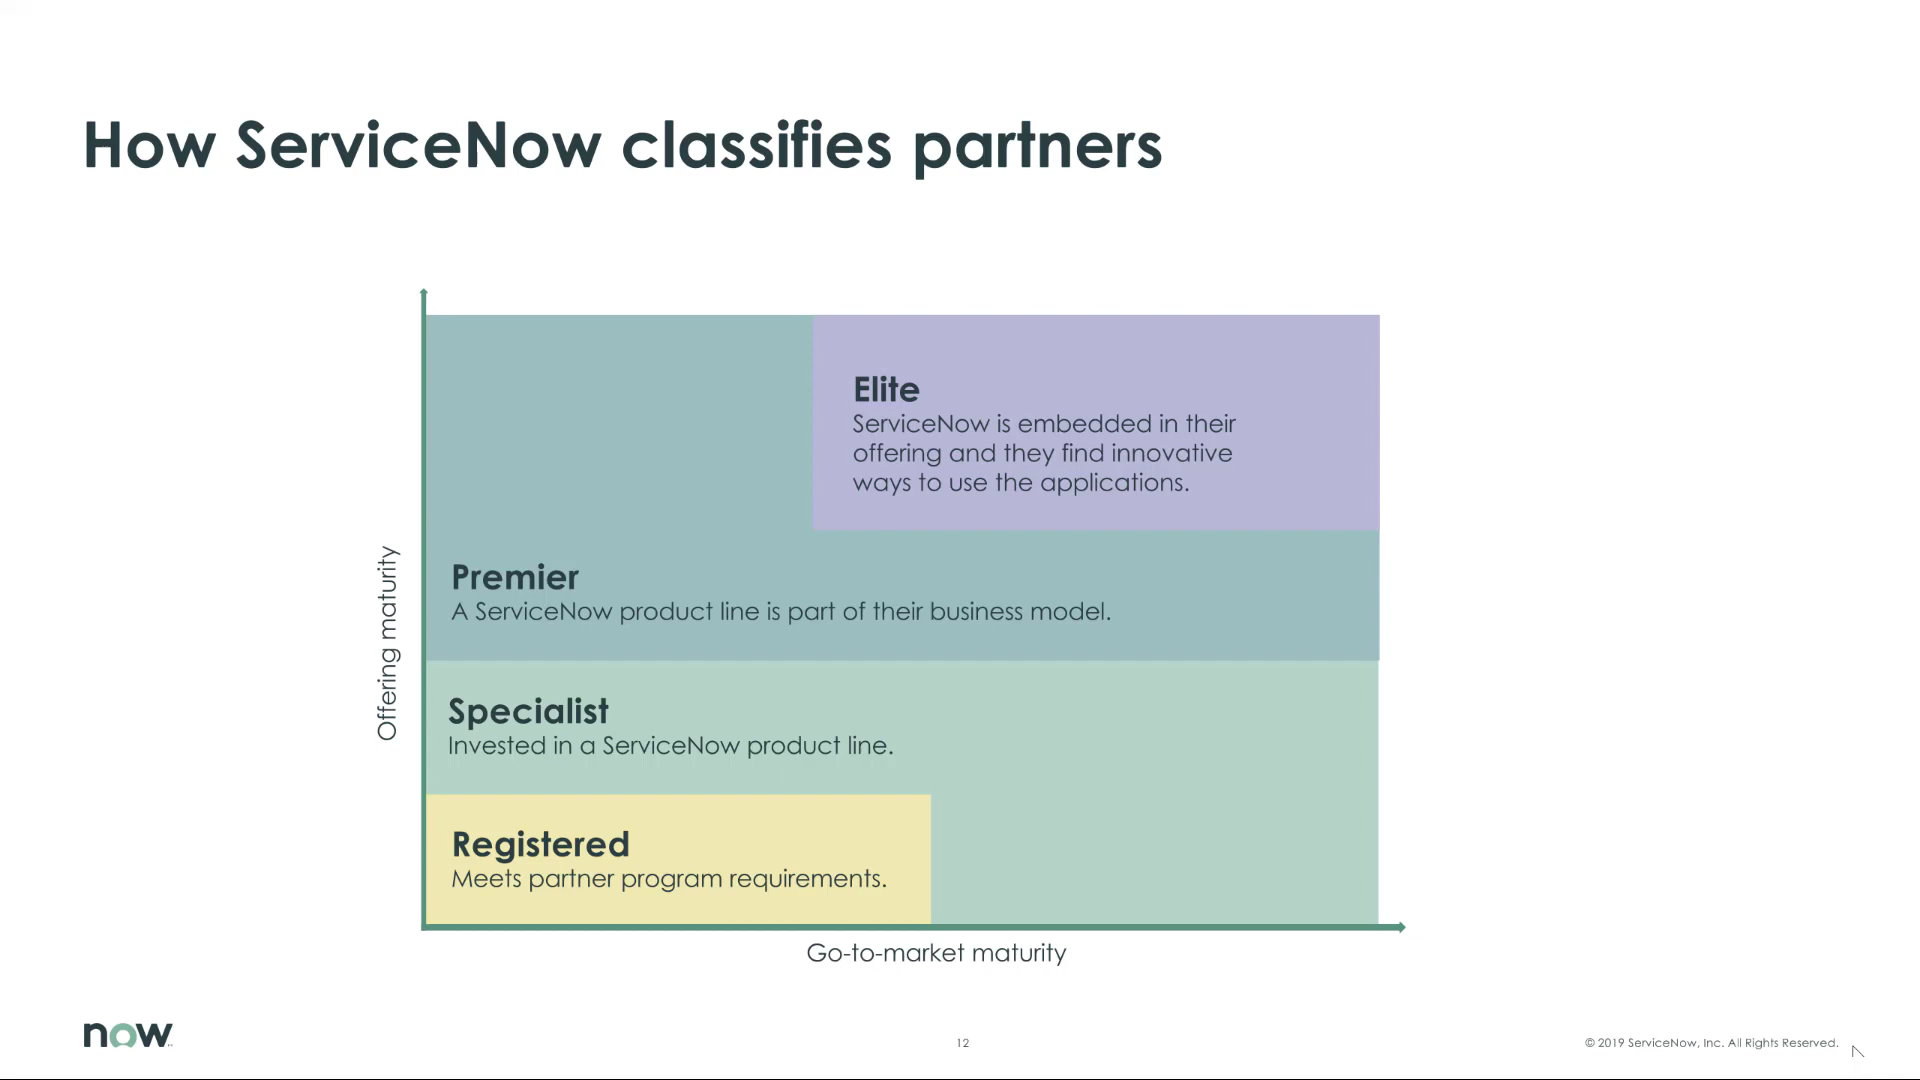 How ServiceNow classifies partners
Elite
ServiceNow is embedded in their
offering and they find innovative
ways to use the applications.
Premier
A ServiceNow product line is part of their business model.
Specialist
Invested in a ServiceNow product line.
Registered
Meets partner program requirements.
Offering maturity
Go-to-market maturity
now
12
© 2019 ServiceNow, Inc. All Rights Reserved.